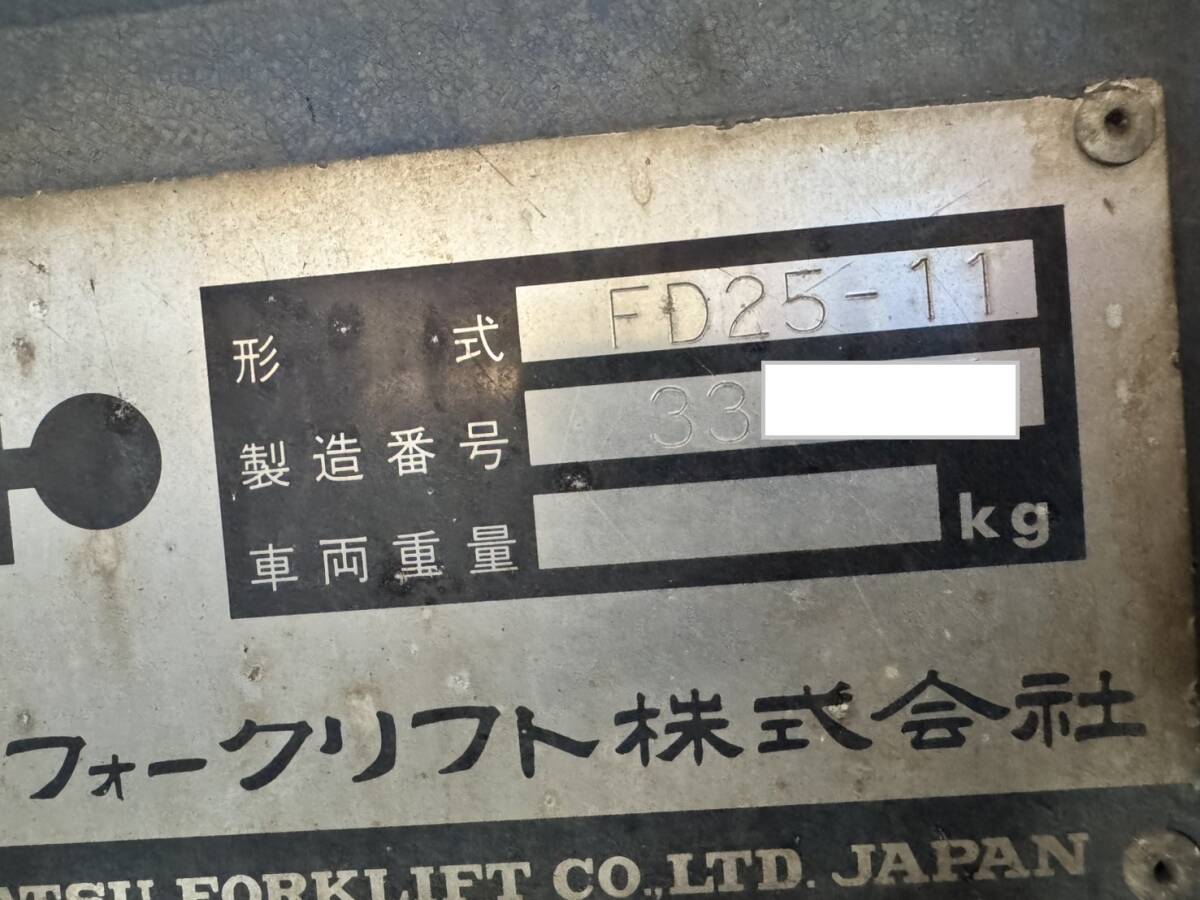 形式 FD25-11
製造番号 33
車両重量 kg
フォークリフト株式会社
ATSU FORKLIFT CO.,LTD. JAPAN